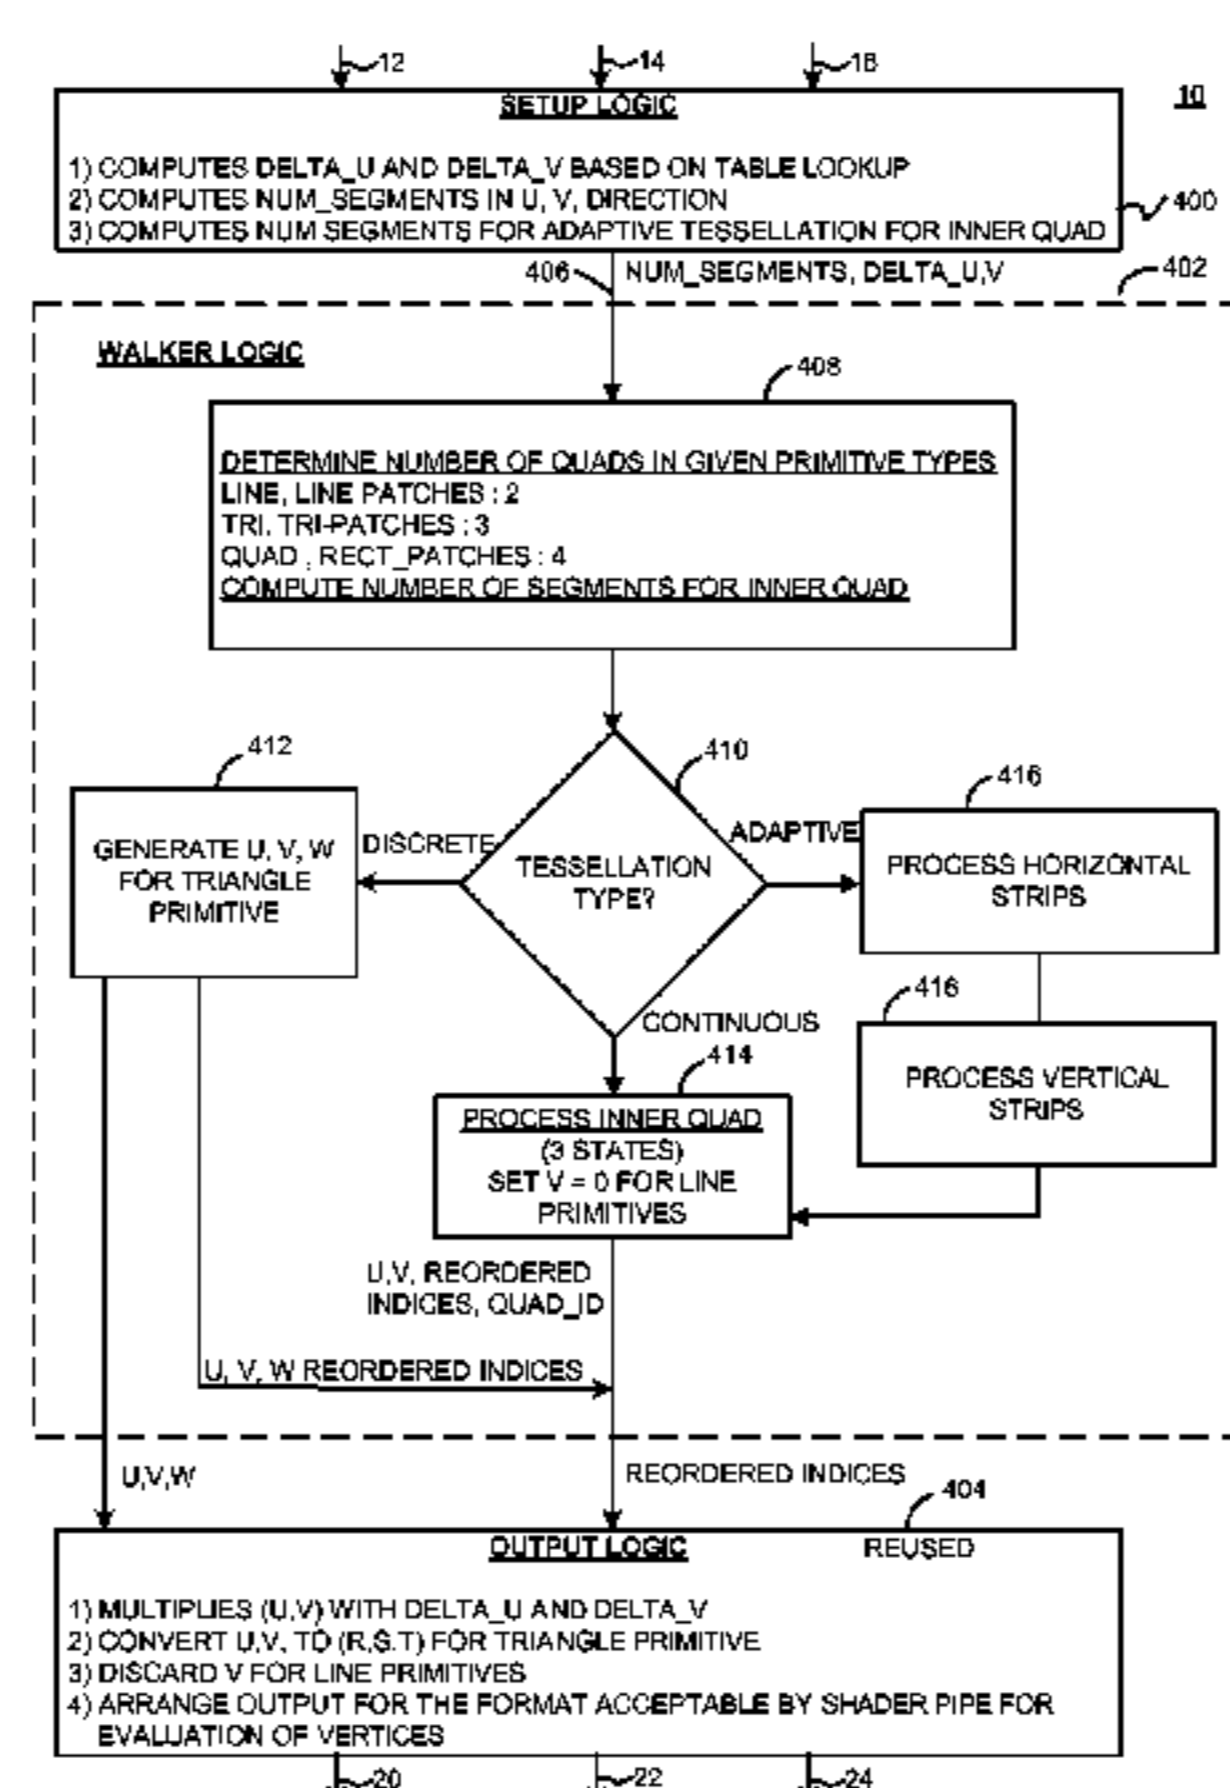 12
14
16
10
SETUP LOGIC
1) COMPUTES DELTA_U AND DELTA_V BASED ON TABLE LOOKUP
2) COMPUTES NUM_SEGMENTS IN U, V, DIRECTION
3) COMPUTES NUM SEGMENTS FOR ADAPTIVE TESSELLATION FOR INNER QUAD
400
406
NUM_SEGMENTS, DELTA_U,V
402
WALKER LOGIC
408
DETERMINE NUMBER OF QUADS IN GIVEN PRIMITIVE TYPES
LINE, LINE PATCHES : 2
TRI, TRI-PATCHES : 3
QUAD , RECT_PATCHES : 4
COMPUTE NUMBER OF SEGMENTS FOR INNER QUAD
412
410
416
GENERATE U, V, W
FOR TRIANGLE
PRIMITIVE
DISCRETE
TESSELLATION
TYPE?
ADAPTIVE
PROCESS HORIZONTAL
STRIPS
416
CONTINUOUS
414
PROCESS VERTICAL
STRIPS
PROCESS INNER QUAD
(3 STATES)
SET V = 0 FOR LINE
PRIMITIVES
U,V, REORDERED
INDICES, QUAD_ID
U, V, W REORDERED INDICES
U,V,W
REORDERED INDICES
404
OUTPUT LOGIC
REUSED
1) MULTIPLIES (U,V) WITH DELTA_U AND DELTA_V
2) CONVERT U,V, TO (R,S,T) FOR TRIANGLE PRIMITIVE
3) DISCARD V FOR LINE PRIMITIVES
4) ARRANGE OUTPUT FOR THE FORMAT ACCEPTABLE BY SHADER PIPE FOR
EVALUATION OF VERTICES
20
22
24